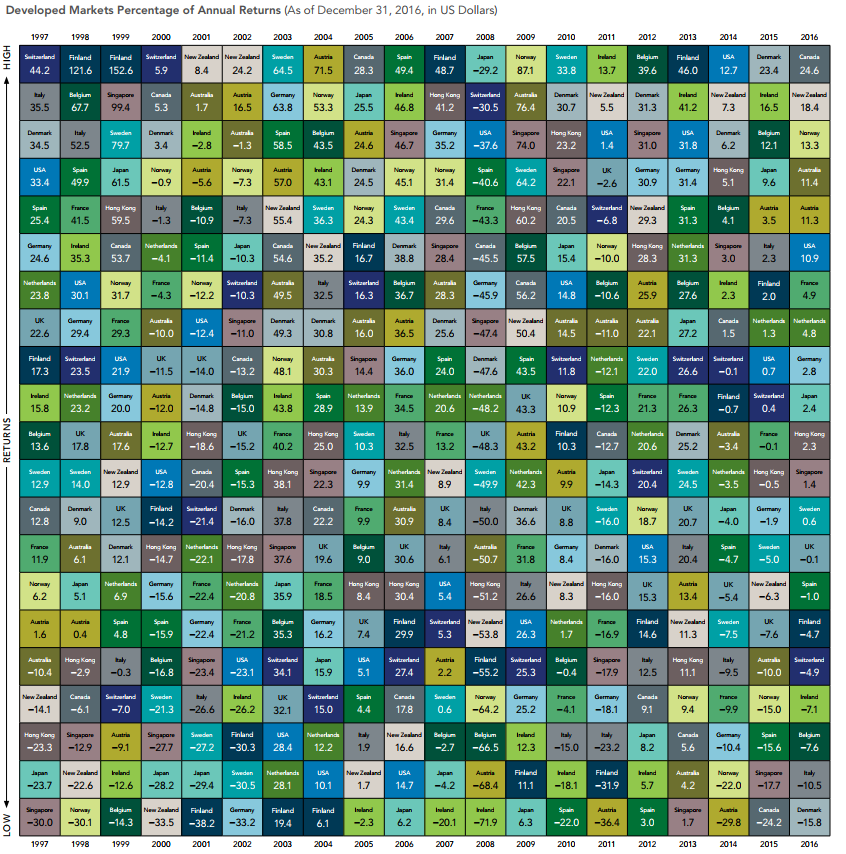 Developed Markets Percentage of Annual Returns (As of December 31, 2016, in US Dollars)
1997 1998 1999 2000 2001 2002 2003 2004 2005 2006 2007 2008 2009 2010 2011 2012 2013 2014 2015 2016
HIGH
Switzerland Finland Finland Switzerland New Zealand New Zealand Sweden Austria Canada Spain Finland Japan Norway Sweden Ireland Belgium Finland USA Denmark Canada
44.2 121.6 152.6 5.9 8.4 24.2 64.5 71.5 28.3 49.4 48.7 −29.2 87.1 33.8 13.7 39.6 46.0 12.7 23.4 24.6
Italy Belgium Singapore Canada Australia Austria Germany Norway Japan Ireland Hong Kong Switzerland Australia Denmark New Zealand Denmark Ireland New Zealand Ireland New Zealand
35.5 67.7 99.4 5.3 1.7 16.5 63.8 53.3 25.5 46.8 41.2 −30.5 76.4 30.7 5.5 31.3 41.2 7.3 16.5 18.4
Denmark Italy Sweden Denmark Ireland Australia Spain Belgium Austria Singapore Germany USA Singapore Hong Kong USA Singapore USA Denmark Belgium Norway
34.5 52.5 79.7 3.4 −2.8 −1.3 58.5 43.5 24.6 46.7 35.2 −37.6 74.0 23.2 1.4 31.0 31.8 6.2 12.1 13.3
USA Spain Japan Norway Austria Norway Austria Ireland Denmark Norway Norway Spain Sweden Singapore UK Germany Germany Hong Kong Japan Australia
33.4 49.9 61.5 −0.9 −5.6 −7.3 57.0 43.1 24.5 45.1 31.4 −40.6 64.2 22.1 −2.6 30.9 31.4 5.1 9.6 11.4
Spain France Hong Kong Italy Belgium Italy New Zealand Sweden Norway Sweden Canada France Hong Kong Canada Switzerland New Zealand Spain Belgium Austria Austria
25.4 41.5 59.5 −1.3 −10.9 −7.3 55.4 36.3 24.3 43.4 29.6 −43.3 60.2 20.5 −6.8 29.3 31.3 4.1 3.5 11.3
Germany Ireland Canada Netherlands Spain Japan Canada New Zealand Finland Denmark Singapore Canada Belgium Japan Norway Hong Kong Netherlands Singapore Italy USA
24.6 35.3 53.7 −4.1 −11.4 −10.3 54.6 35.2 16.7 38.8 28.4 −45.5 57.5 15.4 −10.0 28.3 31.3 3.0 2.3 10.9
Netherlands USA Norway France Norway Switzerland Australia Italy Switzerland Belgium Australia Germany Canada USA Belgium Austria Belgium Ireland Finland France
23.8 30.1 31.7 −4.3 −12.2 −10.3 49.5 32.5 16.3 36.7 28.3 −45.9 56.2 14.8 −10.6 25.9 27.6 2.3 2.0 4.9
UK Germany France Australia USA Singapore Denmark Denmark Australia Austria Denmark Singapore New Zealand Australia Australia Australia Japan Canada Netherlands Netherlands
22.6 29.4 29.3 −10.0 −12.4 −11.0 49.3 30.8 16.0 36.5 25.6 −47.4 50.4 14.5 −11.0 22.1 27.2 1.5 1.3 4.8
Finland Switzerland USA UK UK Canada Norway Australia Singapore Germany Spain Denmark Spain Switzerland Netherlands Sweden Switzerland Switzerland USA Germany
17.3 23.5 21.9 −11.5 −14.0 −13.2 48.1 30.3 14.4 36.0 24.0 −47.6 43.5 11.8 −12.1 22.0 26.6 −0.1 0.7 2.8
Ireland Netherlands Germany Austria Denmark Belgium Ireland Spain Netherlands France Netherlands Netherlands UK Norway Spain France France Finland Switzerland Japan
15.8 23.2 20.0 −12.0 −14.8 −15.0 43.8 28.9 13.9 34.5 20.6 −48.2 43.3 10.9 −12.3 21.3 26.3 −0.7 0.4 2.4
RETURNS
Belgium UK Australia Ireland Hong Kong UK France Hong Kong Sweden Italy France UK Austria Finland Canada Netherlands Denmark Australia France Hong Kong
13.6 17.8 17.6 −12.7 −18.6 −15.2 40.2 25.0 10.3 32.5 13.2 −48.3 43.2 10.3 −12.7 20.6 25.2 −3.4 −0.1 2.3
Sweden Sweden New Zealand USA Canada Spain Hong Kong Singapore Germany Netherlands New Zealand Sweden Netherlands Austria Japan Switzerland Sweden Netherlands Hong Kong Singapore
12.9 14.0 12.9 −12.8 −20.4 −15.3 38.1 22.3 9.9 31.4 8.9 −49.9 42.3 9.9 −14.3 20.4 24.5 −3.5 −0.5 1.4
Canada Denmark UK Finland Switzerland Denmark Italy Canada France Australia UK Italy Denmark UK Sweden Norway UK Japan Germany Sweden
12.8 9.0 12.5 −14.2 −21.4 −16.0 37.8 22.2 9.9 30.9 8.4 −50.0 36.6 8.8 −16.0 18.7 20.7 −4.0 −1.9 0.6
France Australia Denmark Hong Kong Netherlands Hong Kong Singapore UK Belgium UK Italy Australia France Germany Denmark USA Italy Spain Sweden UK
11.9 6.1 12.1 −14.7 −22.1 −17.8 37.6 19.6 9.0 30.6 6.1 −50.7 31.8 8.4 −16.0 15.3 20.4 −4.7 −5.0 −0.1
Norway Japan Netherlands Germany France Netherlands Japan France Hong Kong Hong Kong USA Hong Kong Italy New Zealand Hong Kong UK Austria UK New Zealand Spain
6.2 5.1 6.9 −15.6 −22.4 −20.8 35.9 18.5 8.4 30.4 5.4 −51.2 26.6 8.3 −16.0 15.3 13.4 −5.4 −6.3 −1.0
Austria Austria Spain Spain Germany France Belgium Germany UK Finland Switzerland New Zealand USA Netherlands France Finland New Zealand Sweden UK Finland
1.6 0.4 4.8 −15.9 −22.4 −21.2 35.3 16.2 7.4 29.9 5.3 −53.8 26.3 1.7 −16.9 14.6 11.3 −7.5 −7.6 −4.7
Australia Hong Kong Italy Belgium Singapore USA Switzerland Japan USA Switzerland Austria Finland Switzerland Belgium Singapore Italy Hong Kong Italy Australia Switzerland
−10.4 −2.9 −0.3 −16.8 −23.4 −23.1 34.1 15.9 5.1 27.4 2.2 −55.2 25.3 −0.4 −17.9 12.5 11.1 −9.5 −10.0 −4.9
New Zealand Canada Switzerland Sweden Italy Ireland UK Switzerland Spain Canada Sweden Norway Germany France Germany Canada Norway France Norway Ireland
−14.1 −6.1 −7.0 −21.3 −26.6 −26.2 32.1 15.0 4.4 17.8 0.6 −64.2 25.2 −4.1 −18.1 9.1 9.4 −9.9 −15.0 −7.1
Hong Kong Singapore Austria Singapore Sweden Finland USA Netherlands Italy New Zealand Belgium Belgium Ireland Italy Italy Japan Canada Germany Spain Belgium
−23.3 −12.9 −9.1 −27.7 −27.2 −30.3 28.4 12.2 1.9 16.6 −2.7 −66.5 12.3 −15.0 −23.2 8.2 5.6 −10.4 −15.6 −7.6
Japan New Zealand Ireland Japan Japan Sweden Netherlands USA New Zealand USA Japan Austria Finland Ireland Finland Ireland Australia Norway Singapore Italy
−23.7 −22.6 −12.6 −28.2 −29.4 −30.5 28.1 10.1 1.7 14.7 −4.2 −68.4 11.1 −18.1 −31.9 5.7 4.2 −22.0 −17.7 −10.5
Singapore Norway Belgium New Zealand Finland Germany Finland Finland Ireland Japan Ireland Ireland Japan Spain Austria Spain Singapore Austria Canada Denmark
−30.0 −30.1 −14.3 −33.5 −38.2 −33.2 19.4 6.1 −2.3 6.2 −20.1 −71.9 6.3 −22.0 −36.4 3.0 1.7 −29.8 −24.2 −15.8
LOW
1997 1998 1999 2000 2001 2002 2003 2004 2005 2006 2007 2008 2009 2010 2011 2012 2013 2014 2015 2016